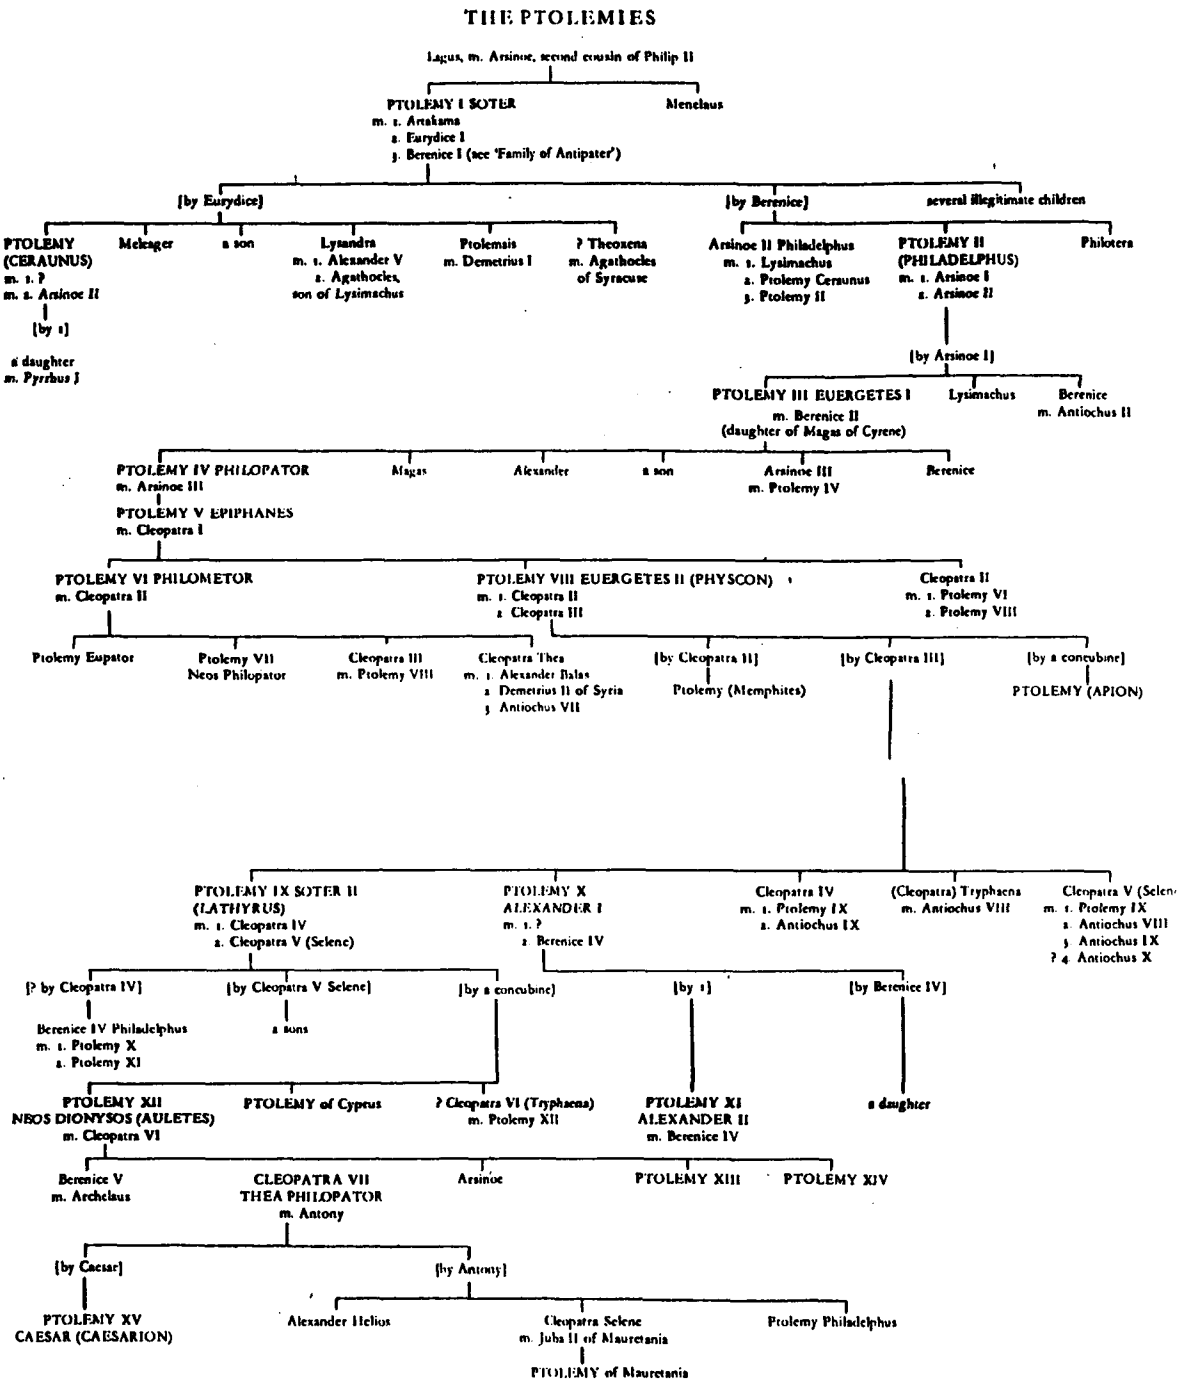 THE PTOLEMIES
Lagus, m. Arsinoe, second cousin of Philip II
PTOLEMY I SOTER
m. 1. Artakama
2. Eurydice I
3. Berenice I (see 'Family of Antipater')
Menelaus
[by Eurydice]
[by Berenice]
several illegitimate children
PTOLEMY
(CERAUNUS)
m. 1. ?
m. 2. Arsinoe II
[by 1]
a daughter
m. Pyrrhus I
Meleager
a son
Lysandra
m. 1. Alexander V
2. Agathocles,
son of Lysimachus
Ptolemais
m. Demetrius I
? Theoxena
m. Agathocles
of Syracuse
Arsinoe II Philadelphus
m. 1. Lysimachus
2. Ptolemy Ceraunus
3. Ptolemy II
PTOLEMY II
(PHILADELPHUS)
m. 1. Arsinoe I
2. Arsinoe II
Philotera
[by Arsinoe I]
PTOLEMY III EUERGETES I
m. Berenice II
(daughter of Magas of Cyrene)
Lysimachus
Berenice
m. Antiochus II
PTOLEMY IV PHILOPATOR
m. Arsinoe III
Magas
Alexander
a son
Arsinoe III
m. Ptolemy IV
Berenice
PTOLEMY V EPIPHANES
m. Cleopatra I
PTOLEMY VI PHILOMETOR
m. Cleopatra II
PTOLEMY VIII EUERGETES II (PHYSCON)
m. 1. Cleopatra II
2 Cleopatra III
Cleopatra II
m. 1. Ptolemy VI
2. Ptolemy VIII
Ptolemy Eupator
Ptolemy VII
Neos Philopator
Cleopatra III
m. Ptolemy VIII
Cleopatra Thea
m. 1. Alexander Balas
2 Demetrius II of Syria
3 Antiochus VII
[by Cleopatra II]
Ptolemy (Memphites)
[by Cleopatra III]
[by a concubine]
PTOLEMY (APION)
PTOLEMY IX SOTER II
(LATHYRUS)
m. 1. Cleopatra IV
2. Cleopatra V (Selene)
PTOLEMY X
ALEXANDER I
m. 1. ?
2. Berenice IV
Cleopatra IV
m. 1. Ptolemy IX
2. Antiochus IX
(Cleopatra) Tryphaena
m. Antiochus VIII
Cleopatra V (Selene
m. 1. Ptolemy IX
2. Antiochus VIII
3 Antiochus IX
? 4. Antiochus X
[? by Cleopatra IV]
[by Cleopatra V Selene]
[by a concubine)
[by 1]
[by Berenice IV]
Berenice IV Philadelphus
m. 1. Ptolemy X
2. Ptolemy XI
2 sons
PTOLEMY XII
NEOS DIONYSOS (AULETES)
m. Cleopatra VI
PTOLEMY of Cyprus
? Cleopatra VI (Tryphaena)
m. Ptolemy XII
PTOLEMY XI
ALEXANDER II
m. Berenice IV
a daughter
Berenice V
m. Archelaus
CLEOPATRA VII
THEA PHILOPATOR
m. Antony
Arsinoe
PTOLEMY XIII
PTOLEMY XIV
[by Caesar]
[by Antony]
PTOLEMY XV
CAESAR (CAESARION)
Alexander Helios
Cleopatra Selene
m. Juba II of Mauretania
Ptolemy Philadelphus
PTOLEMY of Mauretania